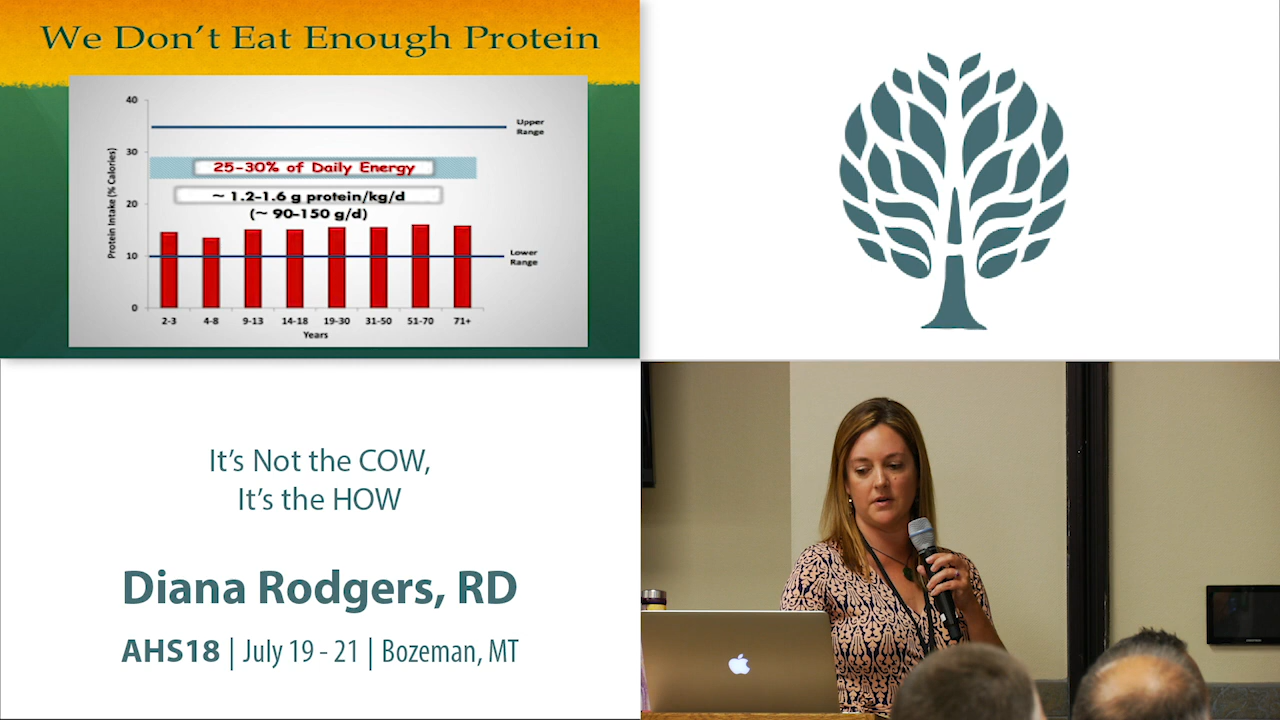 We Don't Eat Enough Protein
40
Upper
Range
30
25-30% of Daily Energy
~ 1.2-1.6 g protein/kg/d
20
(~ 90-150 g/d)
Protein Intake (% Calories)
10
Lower
Range
0
2-3 4-8 9-13 14-18 19-30 31-50 51-70 71+
Years
It's Not the COW,
It's the HOW
Diana Rodgers, RD
AHS18 | July 19 - 21 | Bozeman, MT